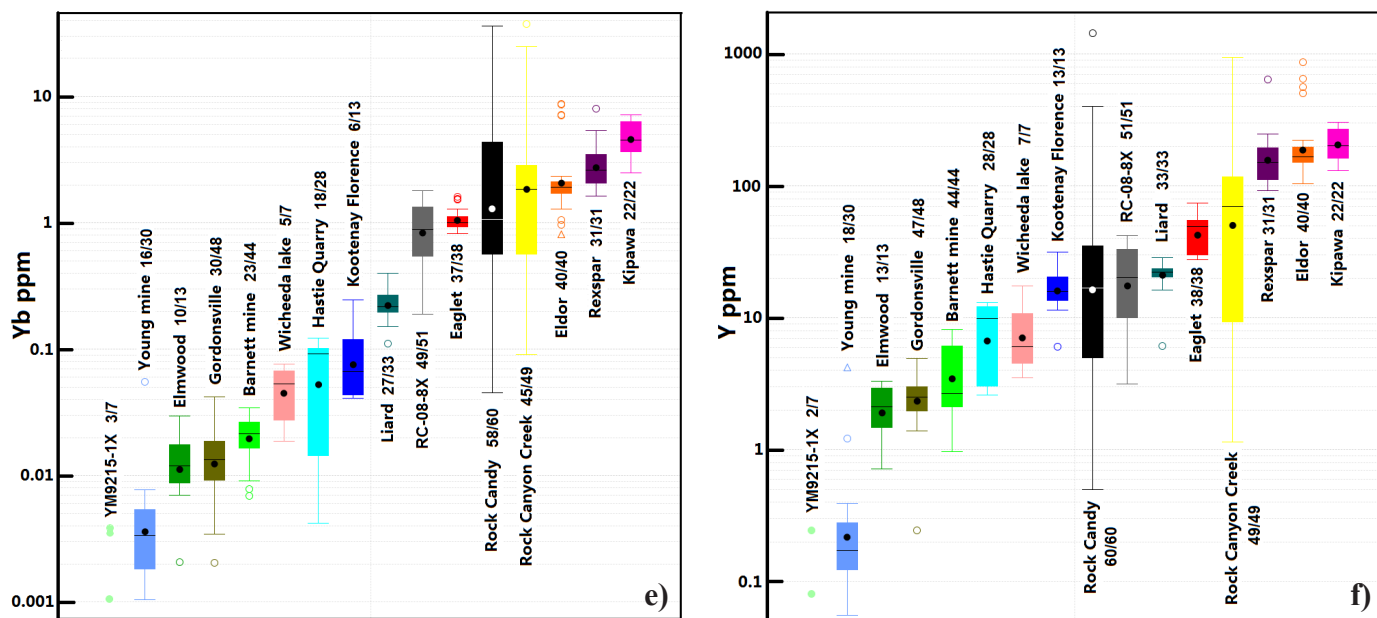 Yb ppm
10
1
0.1
0.01
0.001
YM9215-1X 3/7
Young mine 16/30
Elmwood 10/13
Gordonsville 30/48
Barnett mine 23/44
Wicheeda lake 5/7
Hastie Quarry 18/28
Kootenay Florence 6/13
Liard 27/33
RC-08-8X 49/51
Eaglet 37/38
Rock Candy 58/60
Rock Canyon Creek 45/49
Eldor 40/40
Rexspar 31/31
Kipawa 22/22
e)
Y ppm
1000
100
10
1
0.1
YM9215-1X 2/7
Young mine 18/30
Elmwood 13/13
Gordonsville 47/48
Barnett mine 44/44
Hastie Quarry 28/28
Wicheeda lake 7/7
Kootenay Florence 13/13
Rock Candy
60/60
RC-08-8X 51/51
Liard 33/33
Eaglet 38/38
Rock Canyon Creek
49/49
Rexspar 31/31
Eldor 40/40
Kipawa 22/22
f)